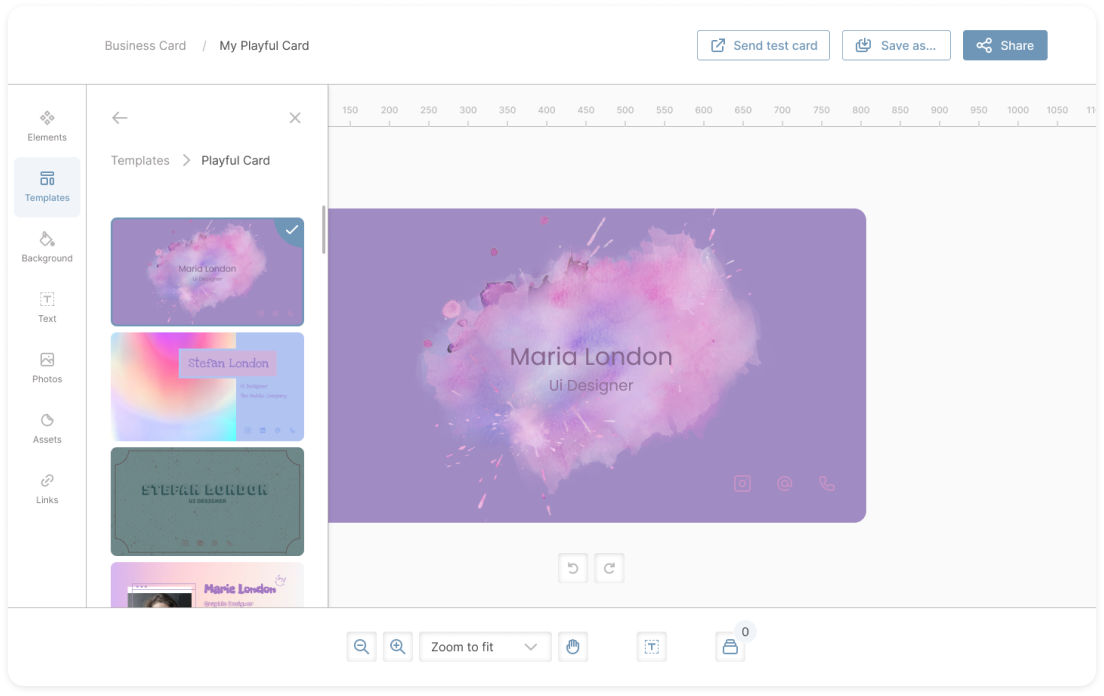 Business Card / My Playful Card
Send test card
Save as...
Share
Elements
Templates
Background
Text
Photos
Assets
Links
Templates > Playful Card
Maria London
Ui Designer
Stefan London
Ui Designer
STEFAN LONDON
UI DESIGNER
Marie London
Graphic Designer
150 200 250 300 350 400 450 500 550 600 650 700 750 800 850 900 950 1000 1050
Maria London
Ui Designer
Zoom to fit
0